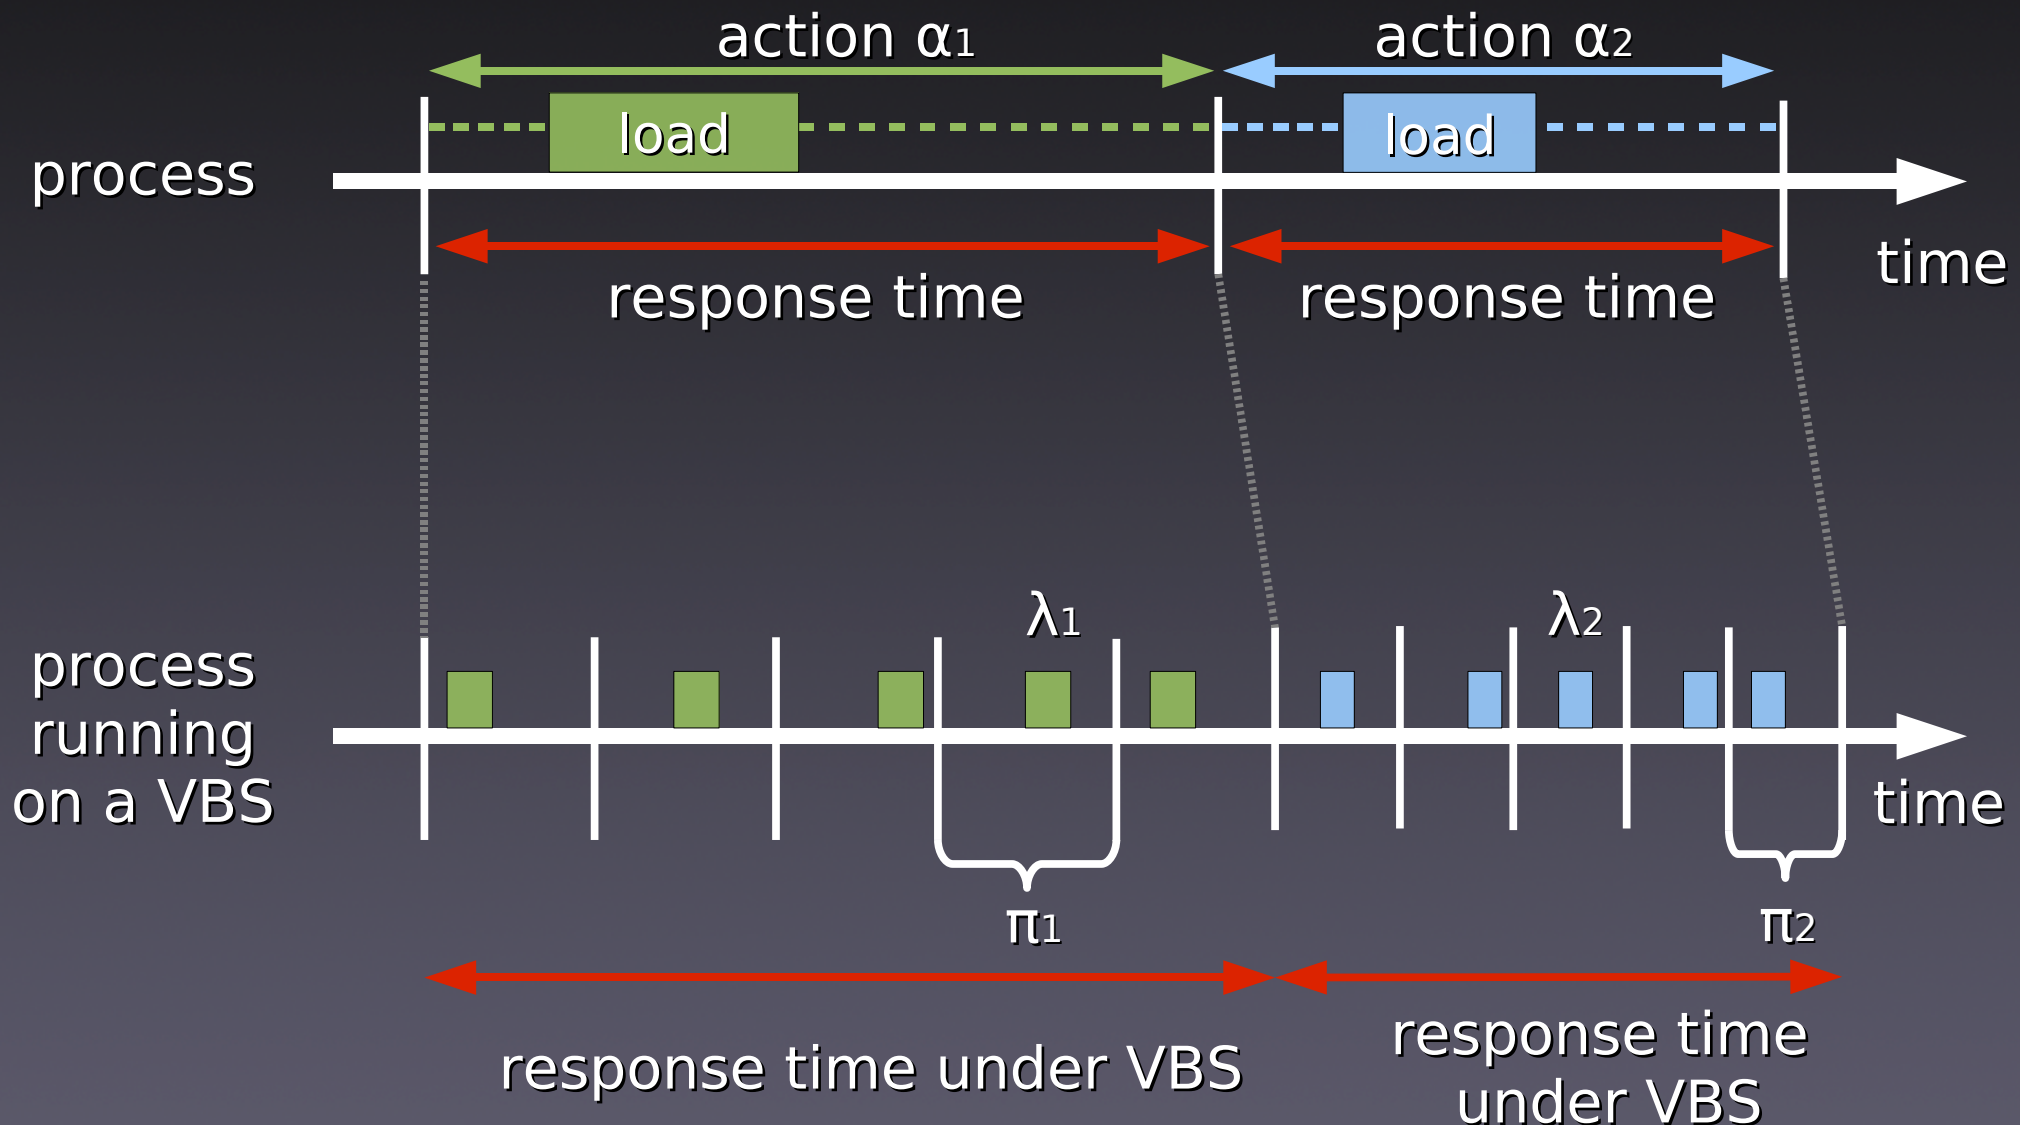 action α1
action α2
load
load
process
time
response time
response time
λ1
λ2
process
running
on a VBS
time
π1
π2
response time under VBS
response time
under VBS